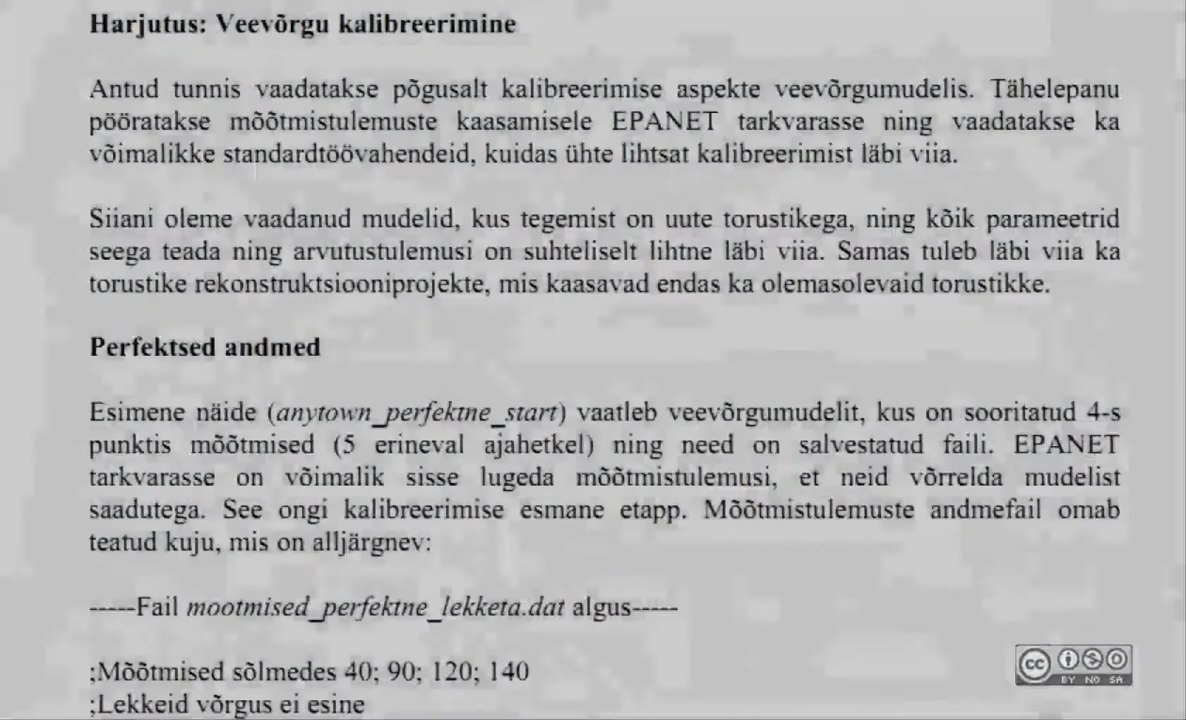 Harjutus: Veevõrgu kalibreerimine
Antud tunnis vaadatakse põgusalt kalibreerimise aspekte veevõrgumudelis. Tähelepanu
pööratakse mõõtmistulemuste kaasamisele EPANET tarkvarasse ning vaadatakse ka
võimalikke standardtöövahendeid, kuidas ühte lihtsat kalibreerimist läbi viia.
Siiani oleme vaadanud mudelid, kus tegemist on uute torustikega, ning kõik parameetrid
seega teada ning arvutustulemusi on suhteliselt lihtne läbi viia. Samas tuleb läbi viia ka
torustike rekonstruktsiooniprojekte, mis kaasavad endas ka olemasolevaid torustikke.
Perfektsed andmed
Esimene näide (anytown_perfektne_start) vaatleb veevõrgumudelit, kus on sooritatud 4-s
punktis mõõtmised (5 erineval ajahetkel) ning need on salvestatud faili. EPANET
tarkvarasse on võimalik sisse lugeda mõõtmistulemusi, et neid võrrelda mudelist
saadutega. See ongi kalibreerimise esmane etapp. Mõõtmistulemuste andmefail omab
teatud kuju, mis on alljärgnev:
-----Fail mootmised_perfektne_lekketa.dat algus-----
;Mõõtmised sõlmedes 40; 90; 120; 140
;Lekkeid võrgus ei esine
cc
BY NO SA